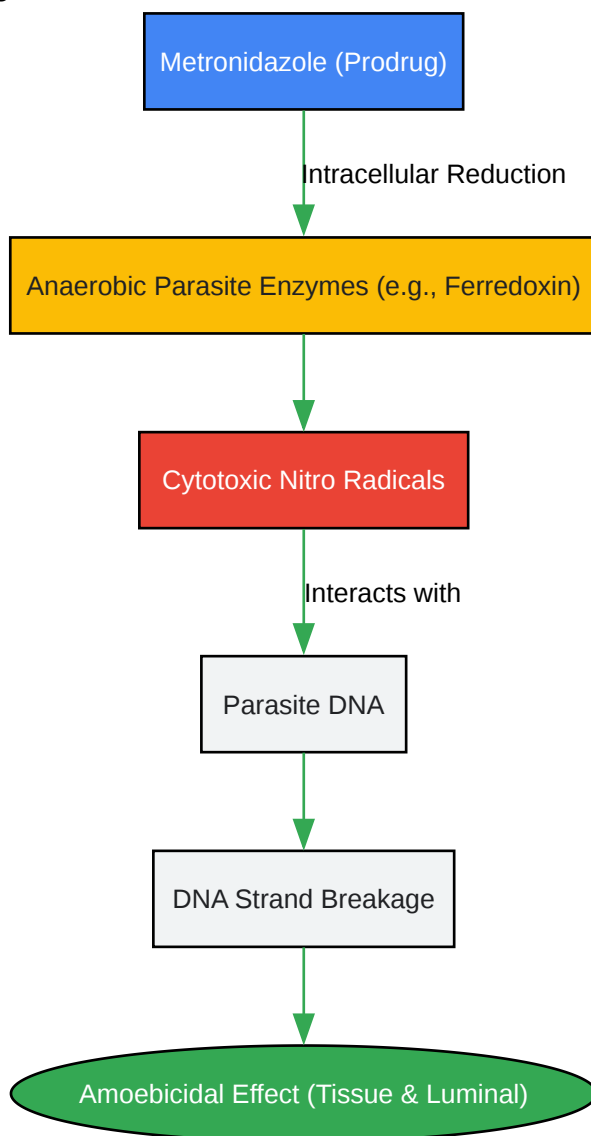 Metronidazole (Prodrug)
Intracellular Reduction
Anaerobic Parasite Enzymes (e.g., Ferredoxin)
Cytotoxic Nitro Radicals
Interacts with
Parasite DNA
DNA Strand Breakage
Amoebicidal Effect (Tissue & Luminal)